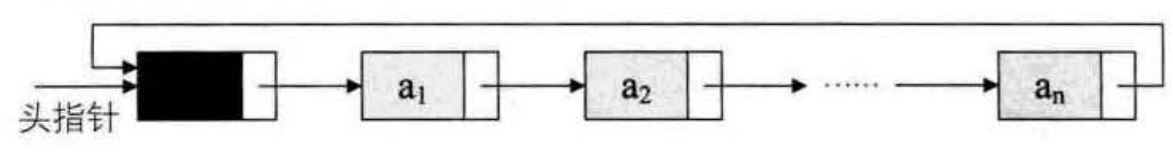 a₁ a₂ ...... aₙ
头指针